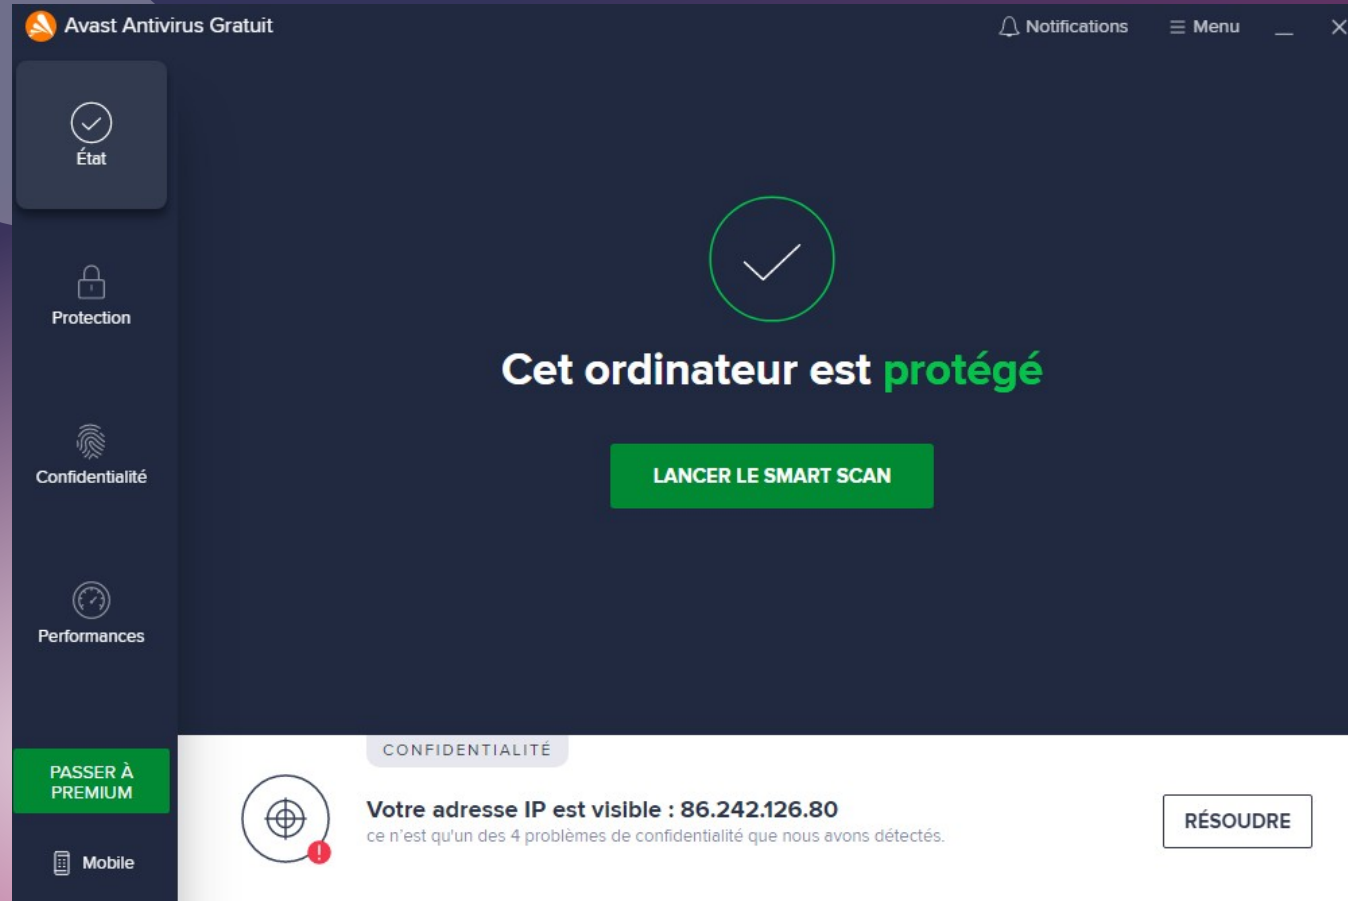 Avast Antivirus Gratuit
Notifications
Menu
État
Protection
Confidentialité
Performances
PASSER À
PREMIUM
Mobile
Cet ordinateur est protégé
LANCER LE SMART SCAN
CONFIDENTIALITÉ
Votre adresse IP est visible : 86.242.126.80
ce n'est qu'un des 4 problèmes de confidentialité que nous avons détectés.
RÉSOUDRE